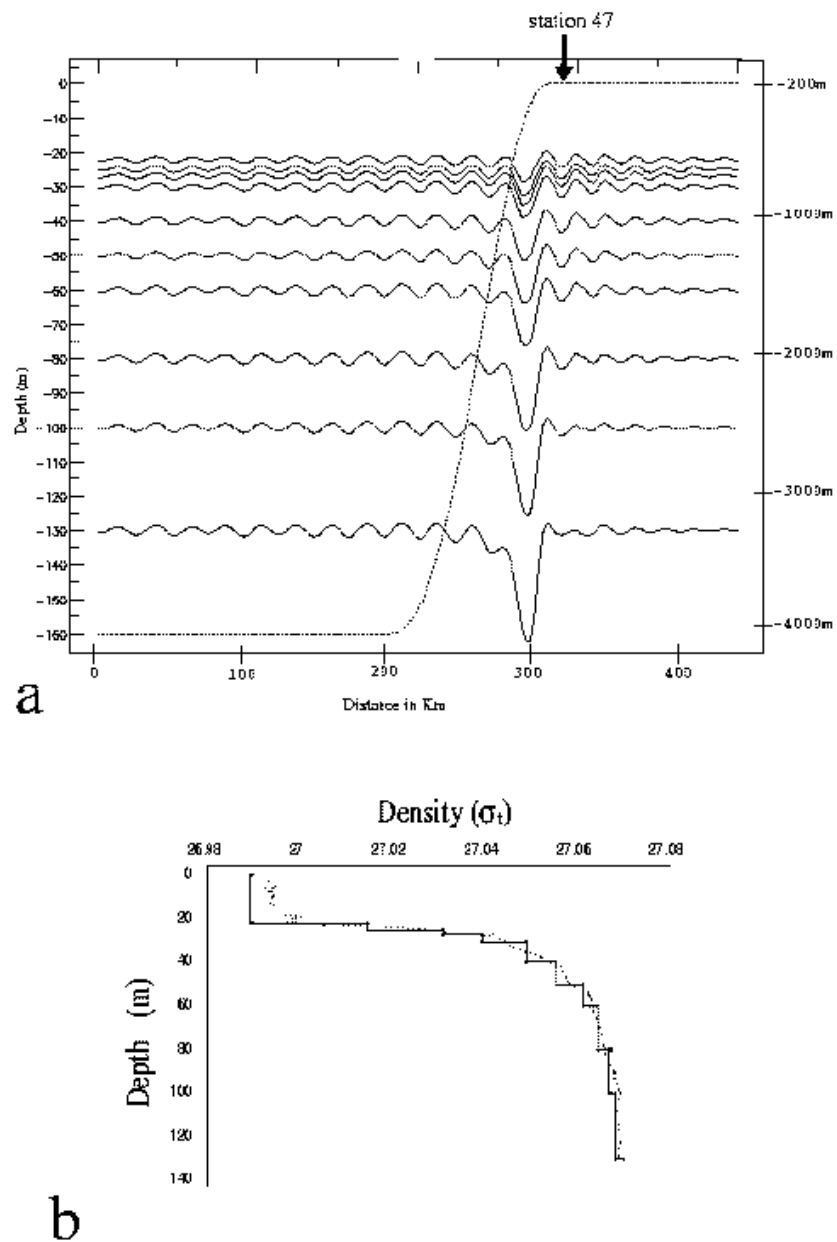 station 47
0
-10
-20
-30
-40
-50
-60
-70
-80
-90
-100
-110
-120
-130
-140
-150
-160
Depth (m)
-200m
-1000m
-2000m
-3000m
-4000m
0 100 200 300 400
Distance in Km
a
Density (σt)
26.98 27 27.02 27.04 27.06 27.08
0
20
40
60
80
100
120
140
Depth (m)
b